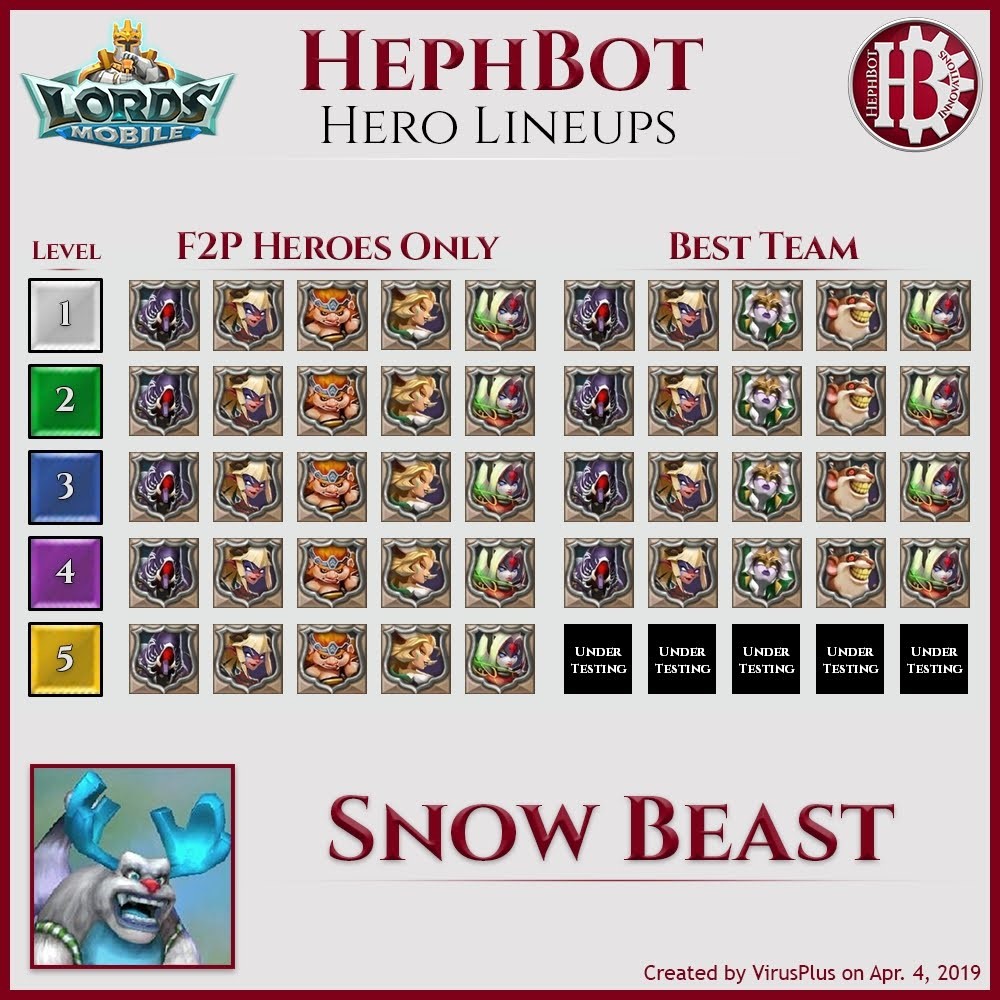 LORDS
MOBILE
HephBot
Hero Lineups
HEPHBOT
HB
INNOVATIONS
Level
F2P Heroes Only
Best Team
1
2
3
4
5
Under
Testing
Under
Testing
Under
Testing
Under
Testing
Under
Testing
Snow Beast
Created by VirusPlus on Apr. 4, 2019